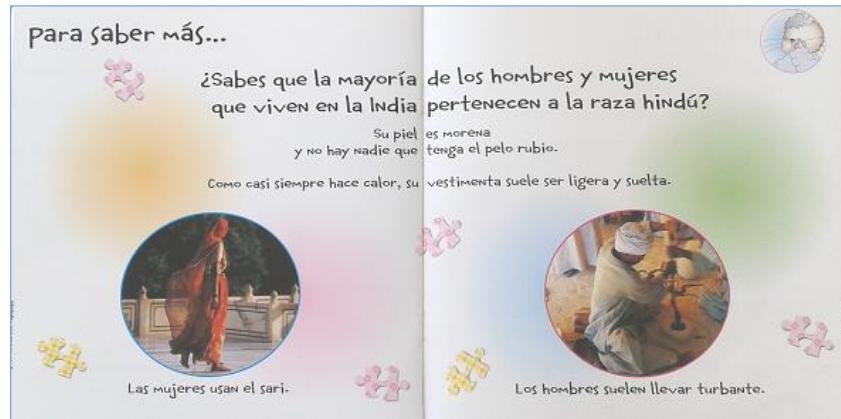 Para saber más...
¿Sabes que la mayoría de los hombres y mujeres
que viven en la India pertenecen a la raza hindú?
Su piel es morena
y no hay nadie que tenga el pelo rubio.
Como casi siempre hace calor, su vestimenta suele ser ligera y suelta.
Las mujeres usan el sari.
Los hombres suelen llevar turbante.